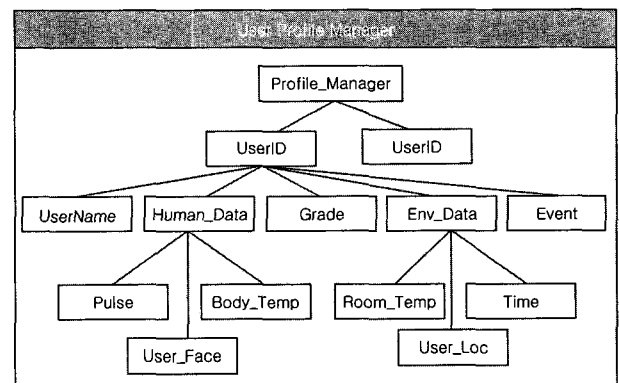 User Profile Manager
Profile_Manager
UserID
UserID
UserName
Human_Data
Grade
Env_Data
Event
Pulse
Body_Temp
Room_Temp
Time
User_Face
User_Loc